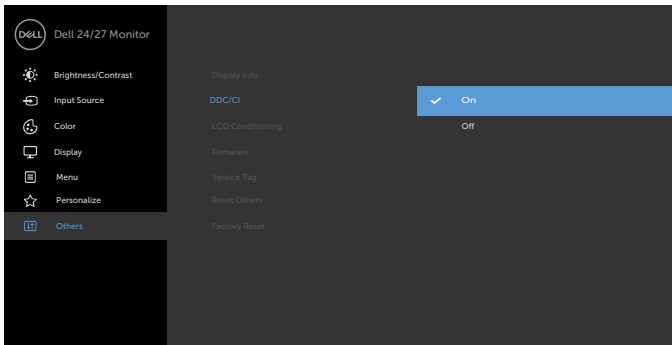 DELL Dell 24/27 Monitor
Brightness/Contrast
Input Source
Color
Display
Menu
Personalize
Others
Display Info
DDC/CI
LCD Conditioning
Firmware
Service Tag
Reset Others
Factory Reset
On
Off